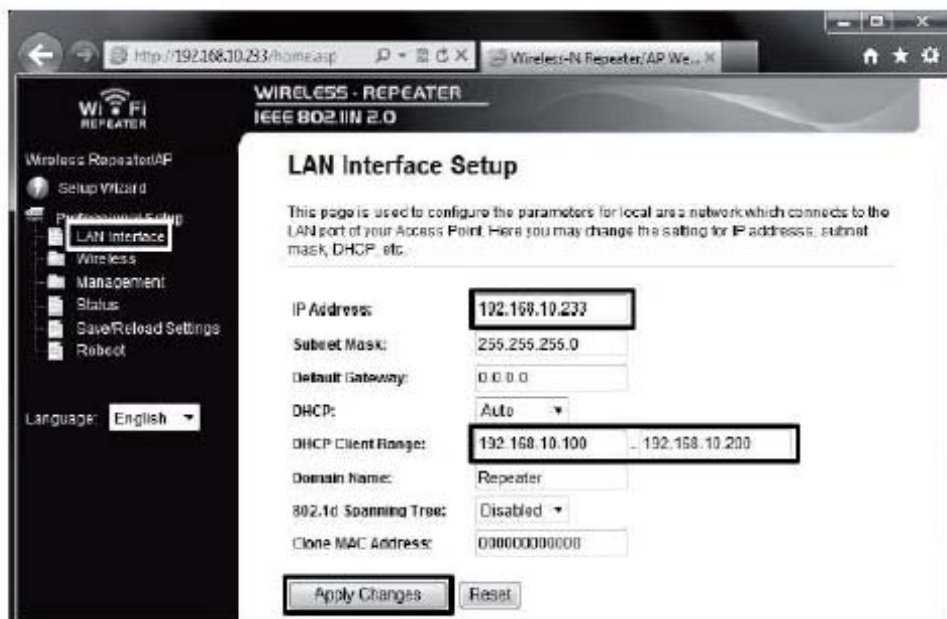 http://192.168.10.233/home.asp
Wireless-N Repeater/AP We...
Wi Fi
REPEATER
WIRELESS - REPEATER
IEEE 802.11N 2.0
Wireless Repeater/AP
Setup Wizard
Professional Setup
LAN Interface
Wireless
Management
Status
Save/Reload Settings
Reboot
Language: English
LAN Interface Setup
This page is used to configure the parameters for local area network which connects to the
LAN port of your Access Point. Here you may change the setting for IP addresss, subnet
mask, DHCP, etc..
IP Address: 192.168.10.233
Subnet Mask: 255.255.255.0
Default Gateway: 0.0.0.0
DHCP: Auto
DHCP Client Range: 192.168.10.100 - 192.168.10.200
Domain Name: Repeater
802.1d Spanning Tree: Disabled
Clone MAC Address: 000000000000
Apply Changes Reset